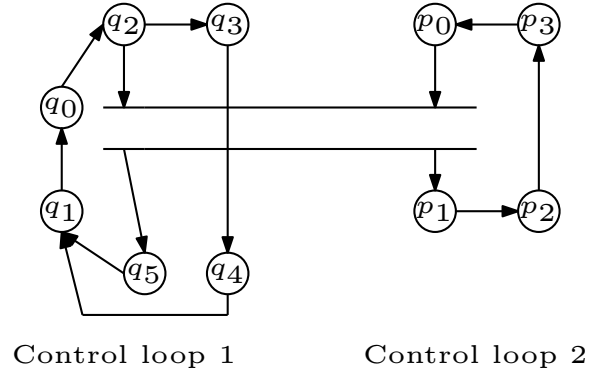 q2 q3 p0 p3
q0
q1 p1 p2
q5 q4
Control loop 1 Control loop 2